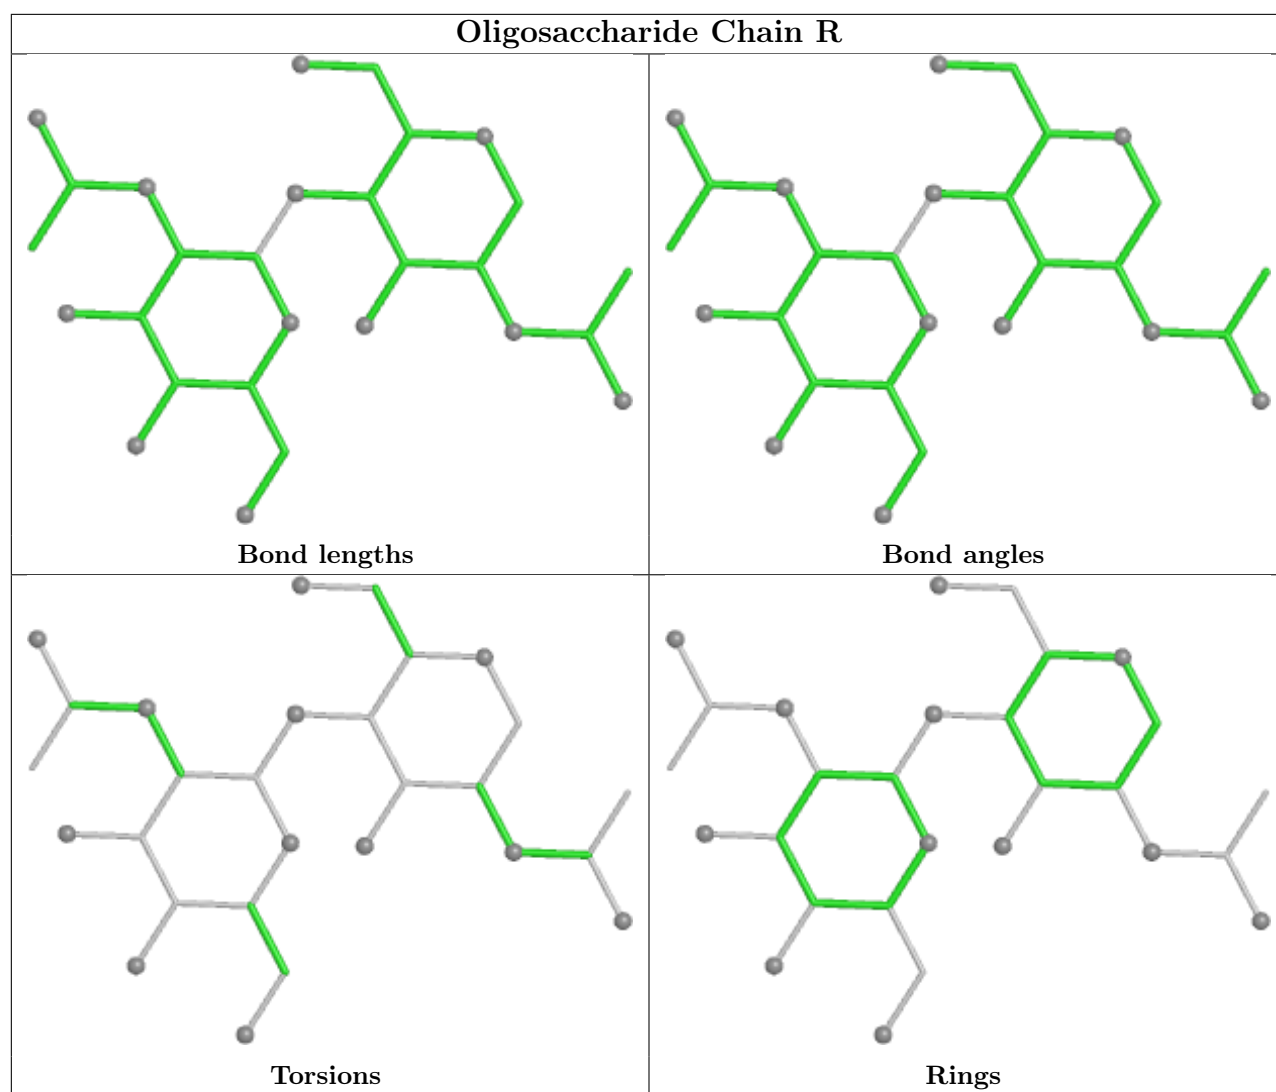 Oligosaccharide Chain R
Bond lengths
Bond angles
Torsions
Rings